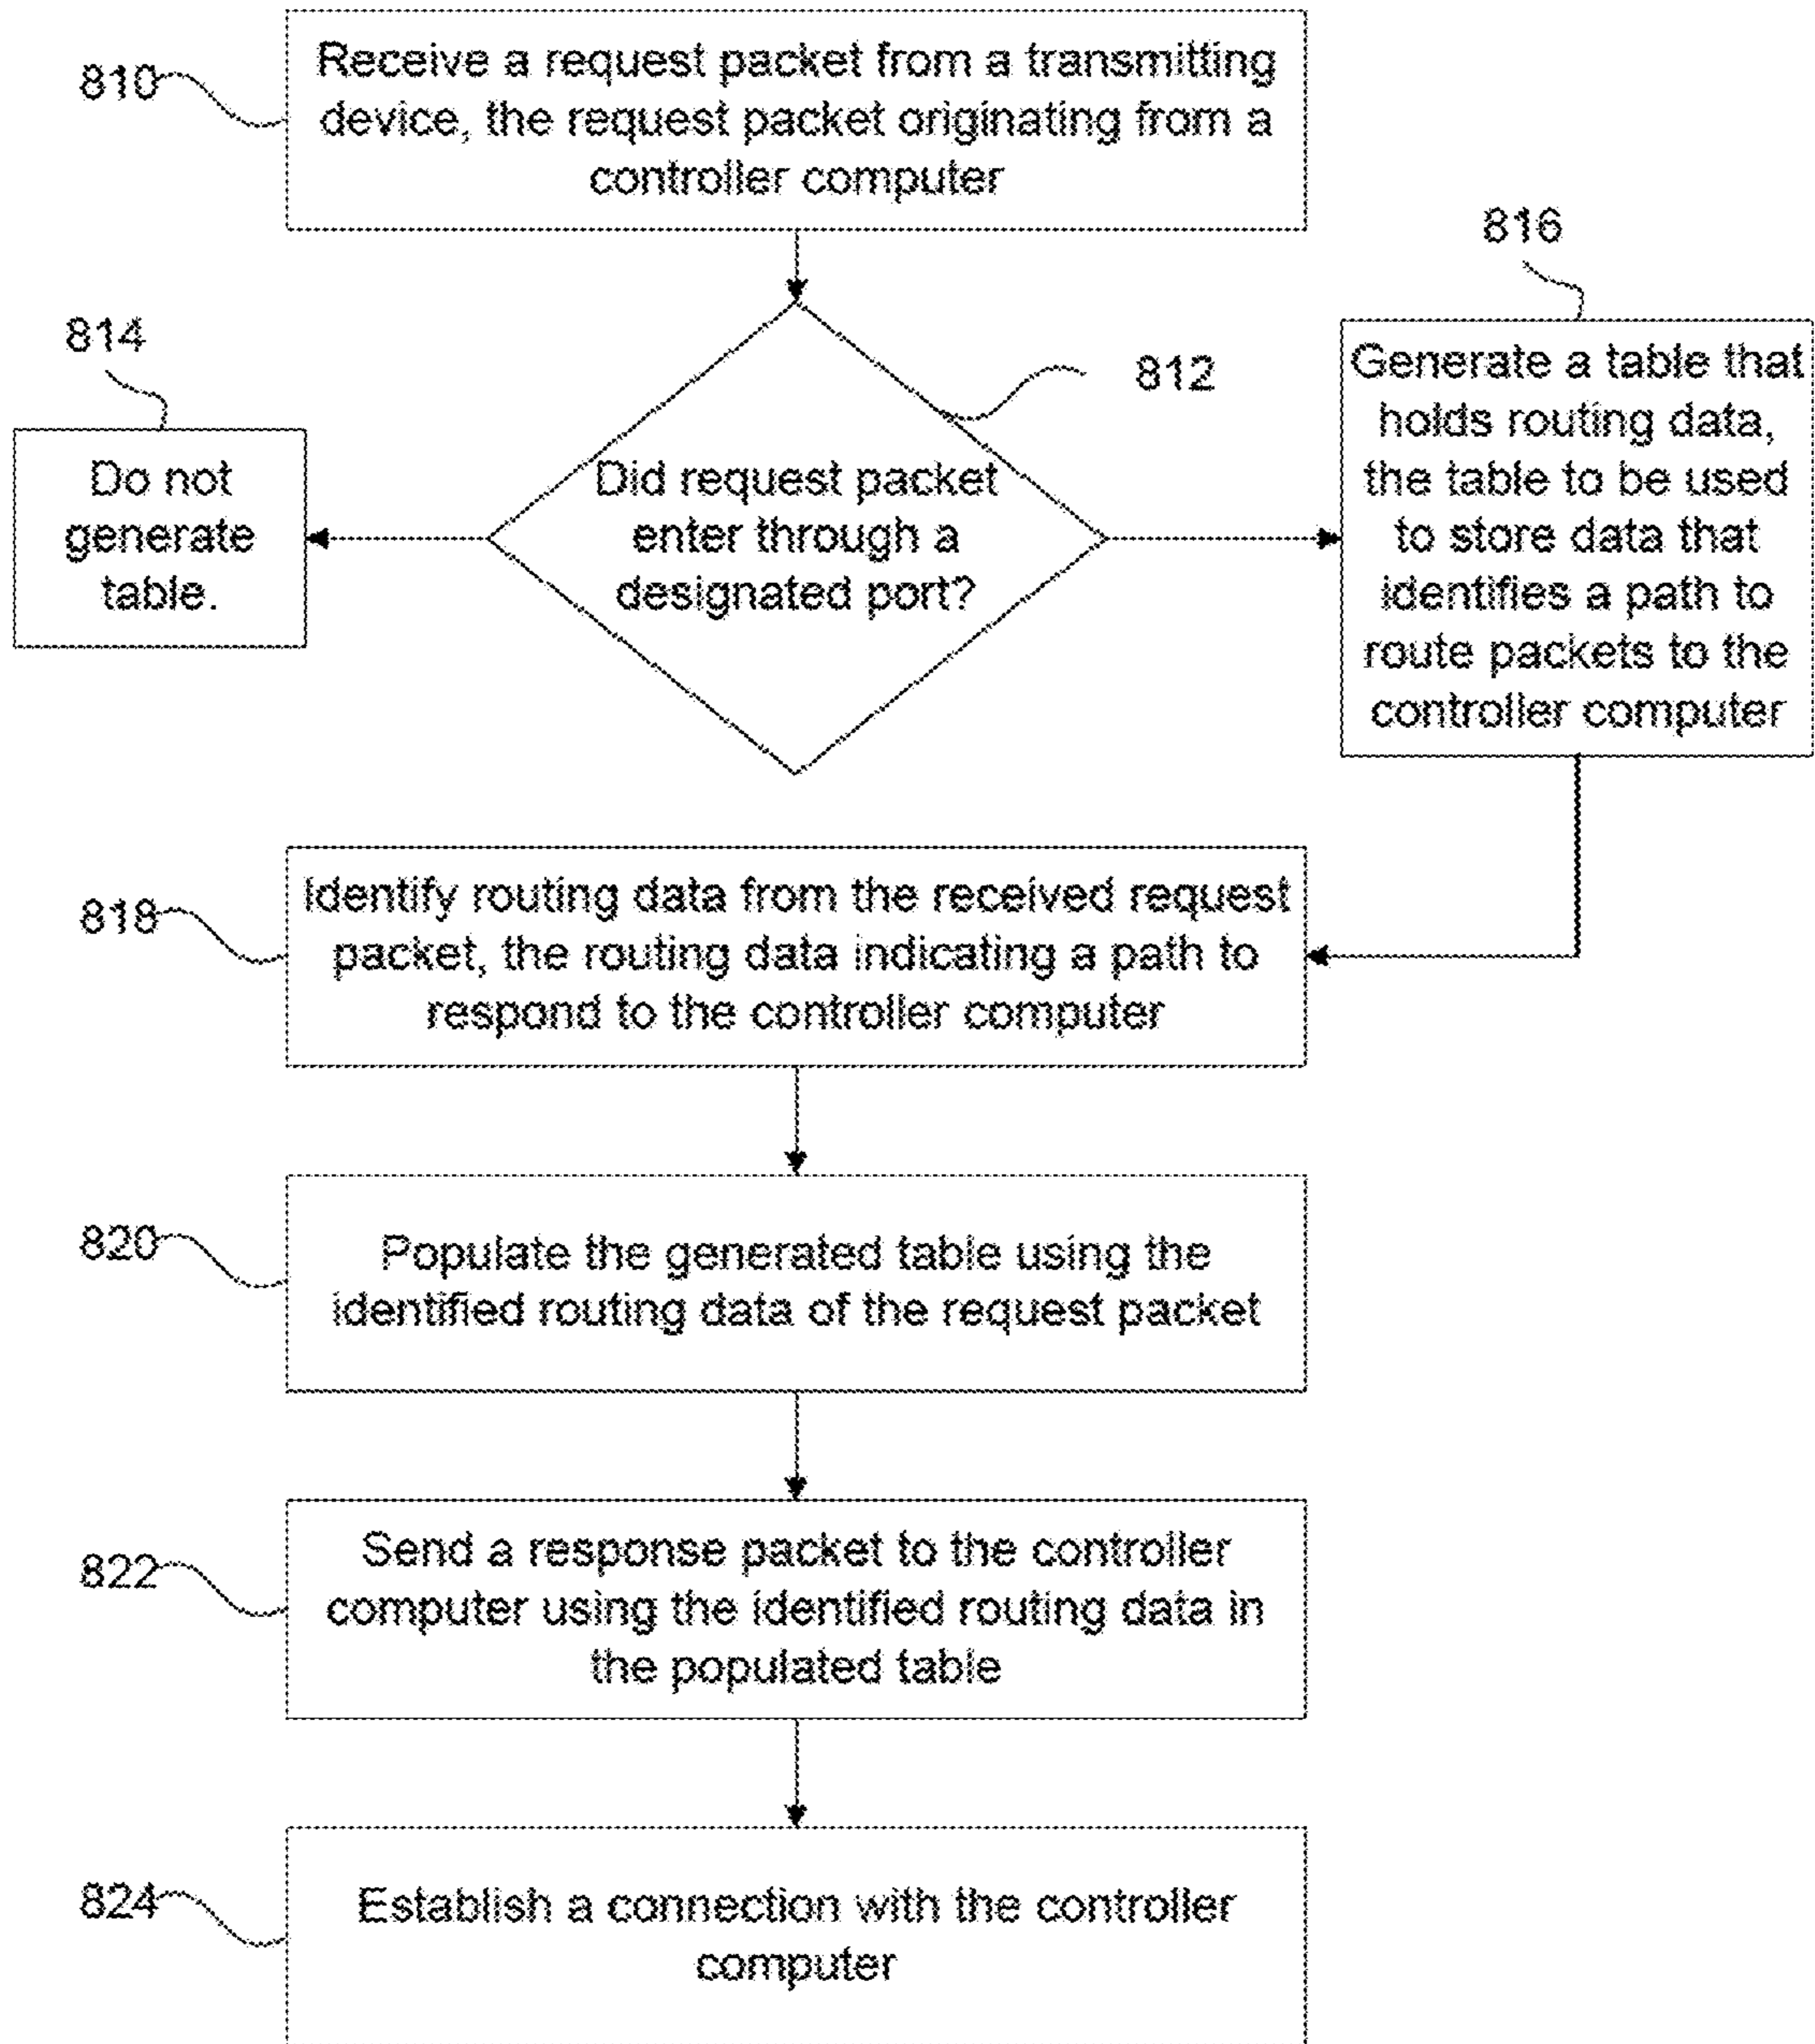 810
Receive a request packet from a transmitting
device, the request packet originating from a
controller computer
816
814
812
Do not
generate
table.
Did request packet
enter through a
designated port?
Generate a table that
holds routing data,
the table to be used
to store data that
identifies a path to
route packets to the
controller computer
818
Identify routing data from the received request
packet, the routing data indicating a path to
respond to the controller computer
820
Populate the generated table using the
identified routing data of the request packet
822
Send a response packet to the controller
computer using the identified routing data in
the populated table
824
Establish a connection with the controller
computer